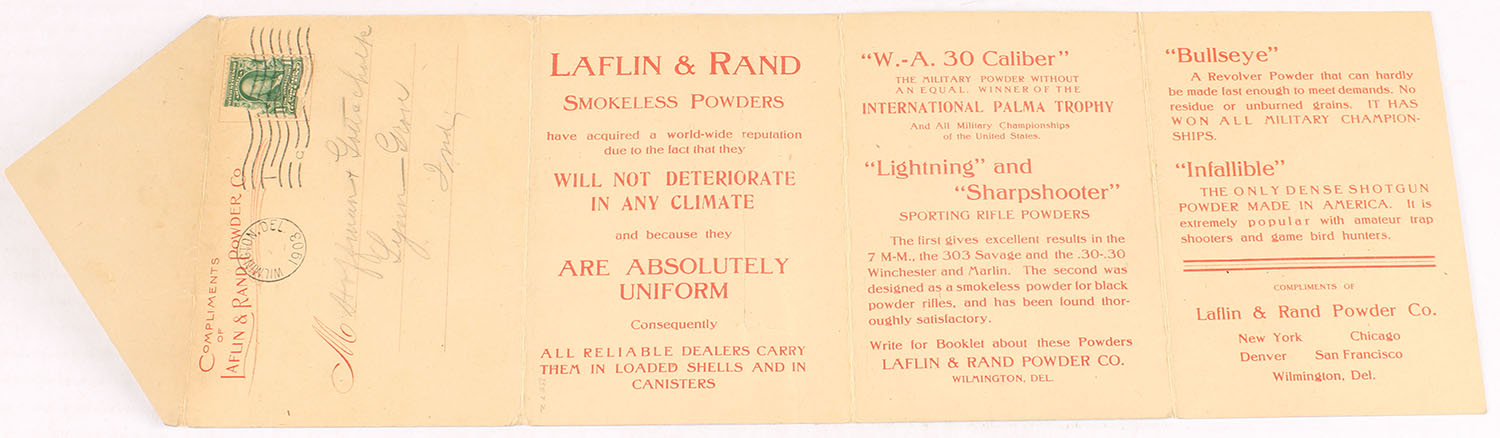 COMPLIMENTS
OF
LAFLIN & RAND POWDER CO
WILMINGTON, DEL.
1903
M
Hoffman & Gottschalk
Lynn Grove
Ind.
LAFLIN & RAND
SMOKELESS POWDERS
have acquired a world-wide reputation
due to the fact that they
WILL NOT DETERIORATE
IN ANY CLIMATE
and because they
ARE ABSOLUTELY
UNIFORM
Consequently
ALL RELIABLE DEALERS CARRY
THEM IN LOADED SHELLS AND IN
CANISTERS
"W.-A. 30 Caliber"
THE MILITARY POWDER WITHOUT
AN EQUAL. WINNER OF THE
INTERNATIONAL PALMA TROPHY
And All Military Championships
of the United States.
"Lightning" and
"Sharpshooter"
SPORTING RIFLE POWDERS
The first gives excellent results in the
7 M-M., the 303 Savage and the .30-.30
Winchester and Marlin. The second was
designed as a smokeless powder for black
powder rifles, and has been found thor-
oughly satisfactory.
Write for Booklet about these Powders
LAFLIN & RAND POWDER CO.
WILMINGTON, DEL.
"Bullseye"
A Revolver Powder that can hardly
be made fast enough to meet demands. No
residue or unburned grains. IT HAS
WON ALL MILITARY CHAMPION-
SHIPS.
"Infallible"
THE ONLY DENSE SHOTGUN
POWDER MADE IN AMERICA. It is
extremely popular with amateur trap
shooters and game bird hunters.
COMPLIMENTS OF
Laflin & Rand Powder Co.
New York Chicago
Denver San Francisco
Wilmington, Del.